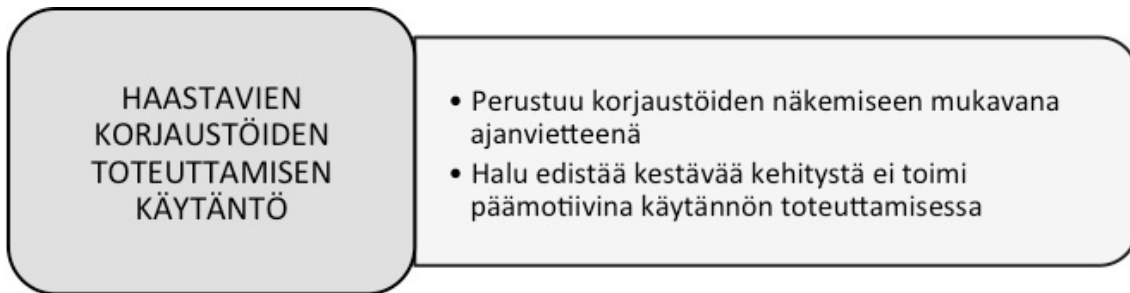 HAASTAVIEN
KORJAUSTÖIDEN
TOTEUTTAMISEN
KÄYTÄNTÖ
• Perustuu korjaustöiden näkemiseen mukavana
ajanvietteenä
• Halu edistää kestävää kehitystä ei toimi
päämotiivina käytännön toteuttamisessa